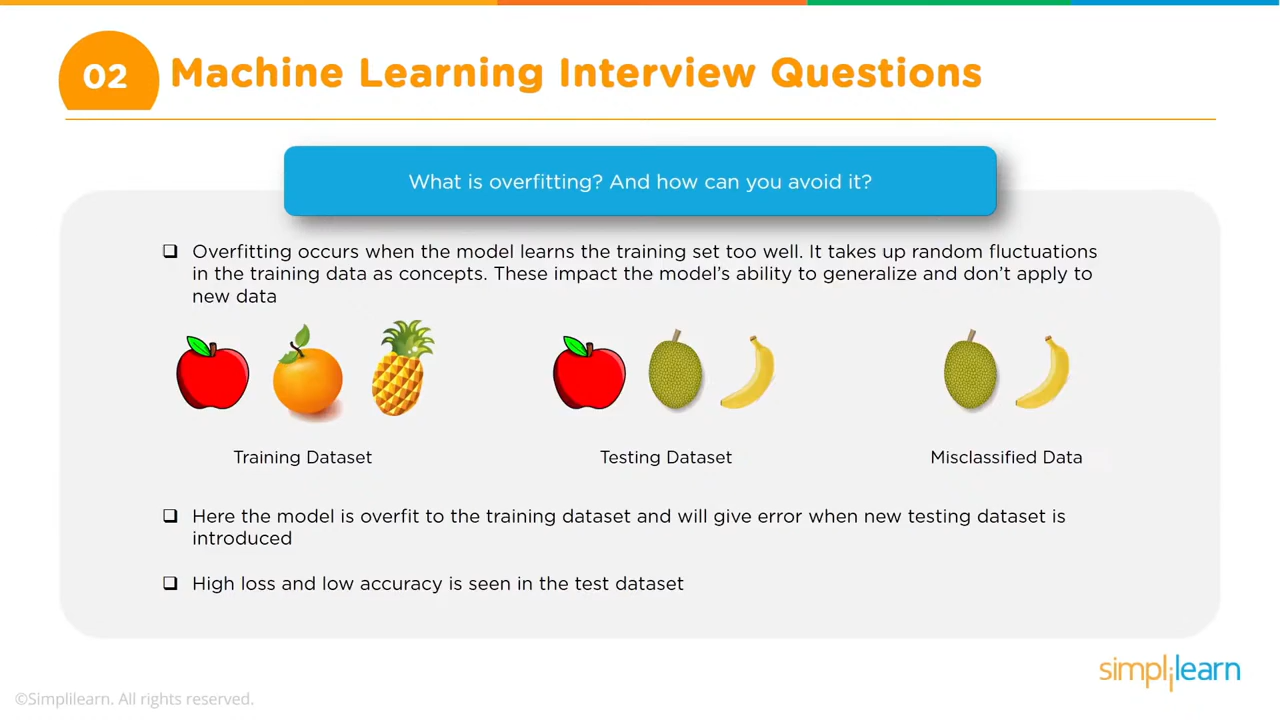 02
Machine Learning Interview Questions
What is overfitting? And how can you avoid it?
Overfitting occurs when the model learns the training set too well. It takes up random fluctuations
in the training data as concepts. These impact the model's ability to generalize and don't apply to
new data
Training Dataset
Testing Dataset
Misclassified Data
Here the model is overfit to the training dataset and will give error when new testing dataset is
introduced
High loss and low accuracy is seen in the test dataset
simplilearn
©Simplilearn. All rights reserved.